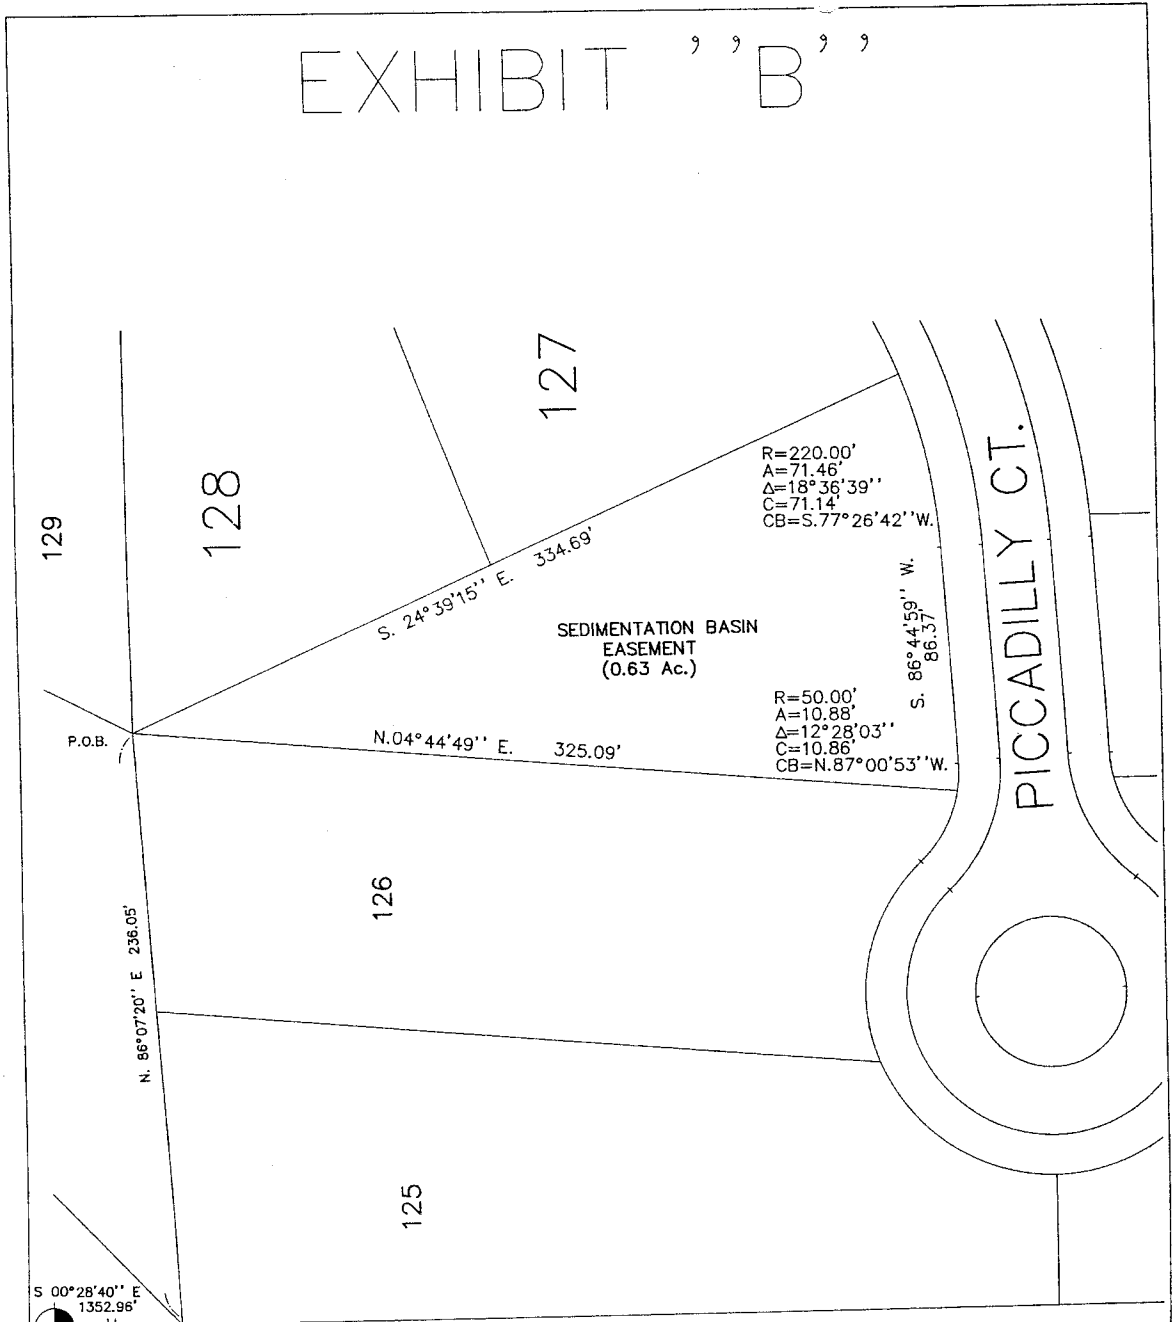 EXHIBIT ''B''
127
128
129
R=220.00'
A=71.46'
Δ=18°36'39''
C=71.14'
CB=S.77°26'42''W.
PICCADILLY CT.
S. 24°39'15'' E. 334.69'
S. 86°44'59'' W.
86.37'
SEDIMENTATION BASIN
EASEMENT
(0.63 Ac.)
R=50.00'
A=10.88'
Δ=12°28'03''
C=10.86'
CB=N.87°00'53''W.
P.O.B.
N.04°44'49'' E. 325.09'
126
N. 86°07'20'' E 236.05'
125
S 00°28'40'' E
1352.96'